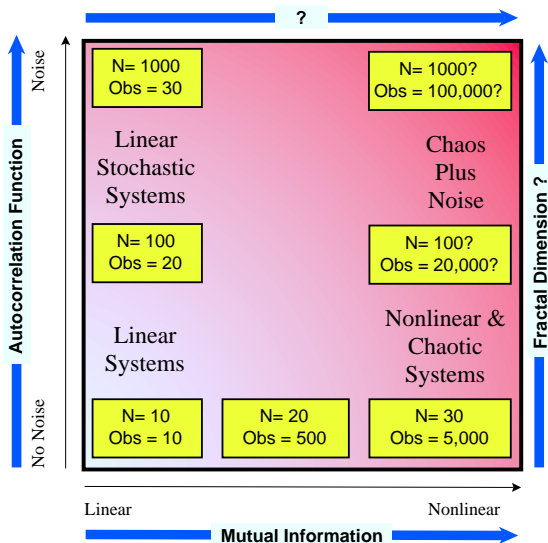 ?
Noise
N= 1000
Obs = 30
N= 1000?
Obs = 100,000?
Linear
Stochastic
Systems
Chaos
Plus
Noise
Autocorrelation Function
Fractal Dimension ?
N= 100
Obs = 20
N= 100?
Obs = 20,000?
Linear
Systems
Nonlinear &
Chaotic
Systems
No Noise
N= 10
Obs = 10
N= 20
Obs = 500
N= 30
Obs = 5,000
Linear
Nonlinear
Mutual Information